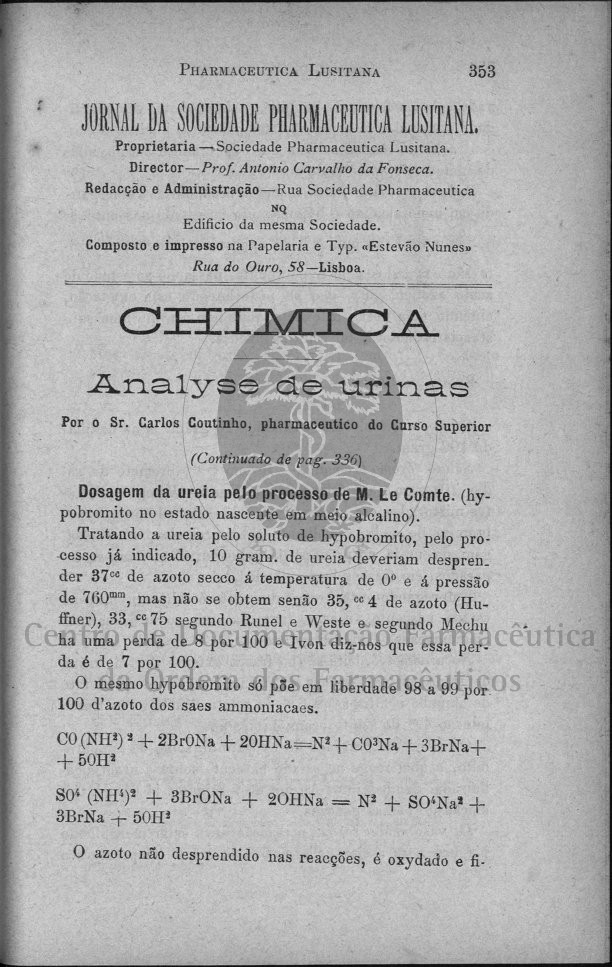 PHARMACEUTICA LUSITANA 353
JORNAL DA SOCIEDADE PHARMACEUTICA LUSITANA.
Proprietaria—Sociedade Pharmaceutica Lusitana.
Director—Prof. Antonio Carvalho da Fonseca.
Redacção e Administração—Rua Sociedade Pharmaceutica
NQ
Edificio da mesma Sociedade.
Composto e impresso na Papelaria e Typ. «Estevão Nunes»
Rua do Ouro, 58—Lisboa.
CHIMICA
Analyse de urinas
Por o Sr. Carlos Coutinho, pharmaceutico do Curso Superior
(Continuado de pag. 336)
Dosagem da ureia pelo processo de M. Le Comte. (hy-
pobromito no estado nascente em meio alcalino).
Tratando a ureia pelo soluto de hypobromito, pelo pro-
cesso já indicado, 10 gram. de ureia deveriam despren-
der 37ᶜᶜ de azoto secco á temperatura de 0º e á pressão
de 760ᵐᵐ, mas não se obtem senão 35, ᶜᶜ 4 de azoto (Hu-
ffner), 33, ᶜᶜ 75 segundo Runel e Weste e segundo Mechu
ha uma perda de 8 por 100 e Ivon diz-nos que essa per-
da é de 7 por 100.
O mesmo hypobromito só põe em liberdade 98 a 99 por
100 d'azoto dos saes ammoniacaes.
CO (NH²) ² + 2BrONa + 2OHNa=N² + CO³Na + 3BrNa+
+ 5OH²
SO⁴ (NH⁴)² + 3BrONa + 2OHNa = N² + SO⁴Na² +
3BrNa + 5OH²
O azoto não desprendido nas reacções, é oxydado e fi-
Centro de Documentação Farmacêutica
da Ordem dos Farmacêuticos